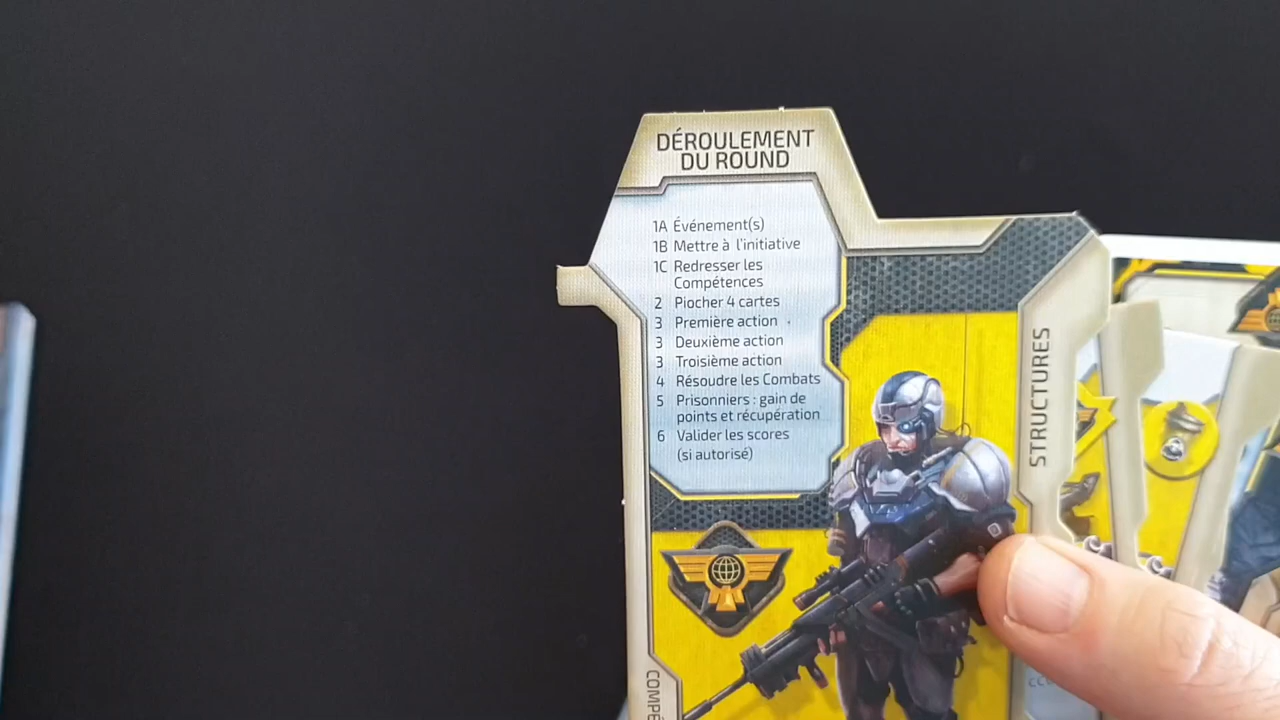 DÉROULEMENT
DU ROUND
1A Événement(s)
1B Mettre à l'initiative
1C Redresser les
Compétences
2 Piocher 4 cartes
3 Première action
3 Deuxième action
3 Troisième action
4 Résoudre les Combats
5 Prisonniers : gain de
points et récupération
6 Valider les scores
(si autorisé)
STRUCTURES
COMPÉ